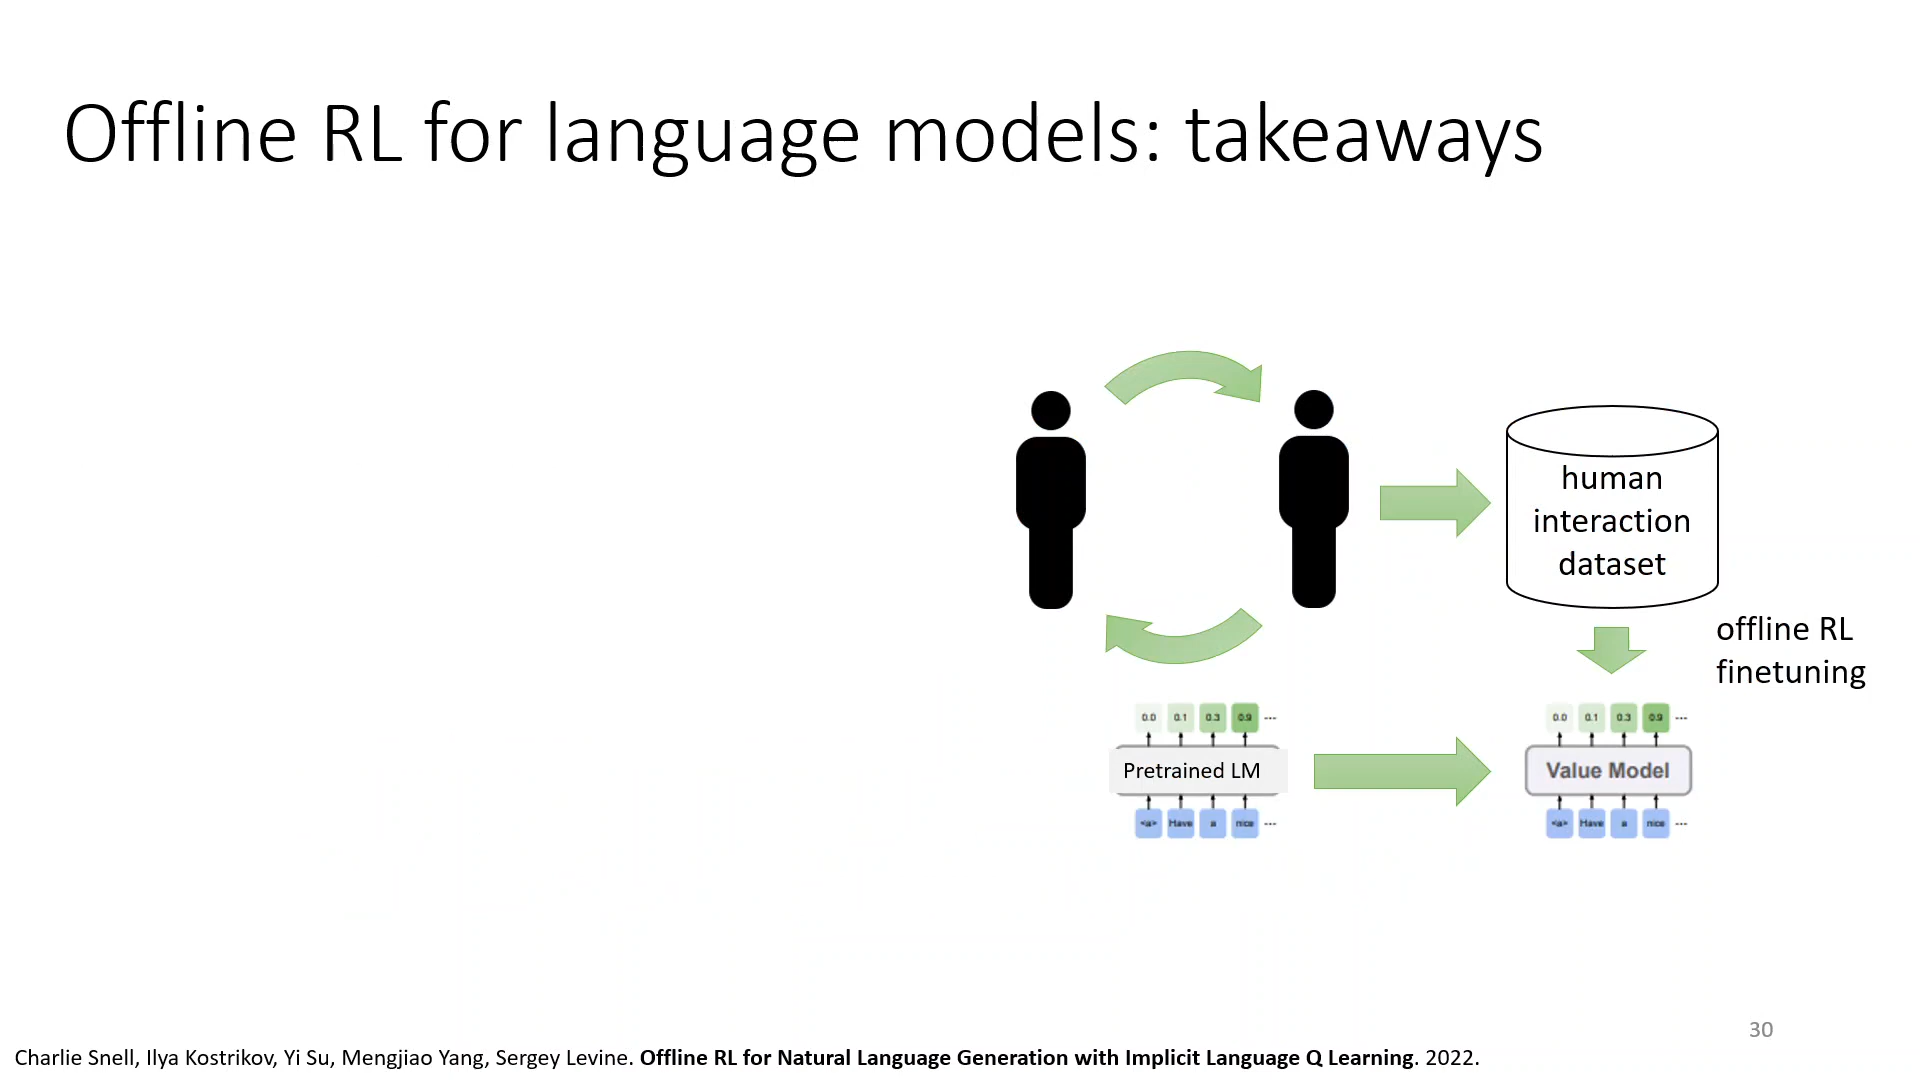 Offline RL for language models: takeaways
human
interaction
dataset
offline RL
finetuning
0.0 0.1 0.3 0.9 ...
Pretrained LM
<a> Have a nice ...
0.0 0.1 0.3 0.9 ...
Value Model
<a> Have a nice ...
30
Charlie Snell, Ilya Kostrikov, Yi Su, Mengjiao Yang, Sergey Levine. Offline RL for Natural Language Generation with Implicit Language Q Learning. 2022.